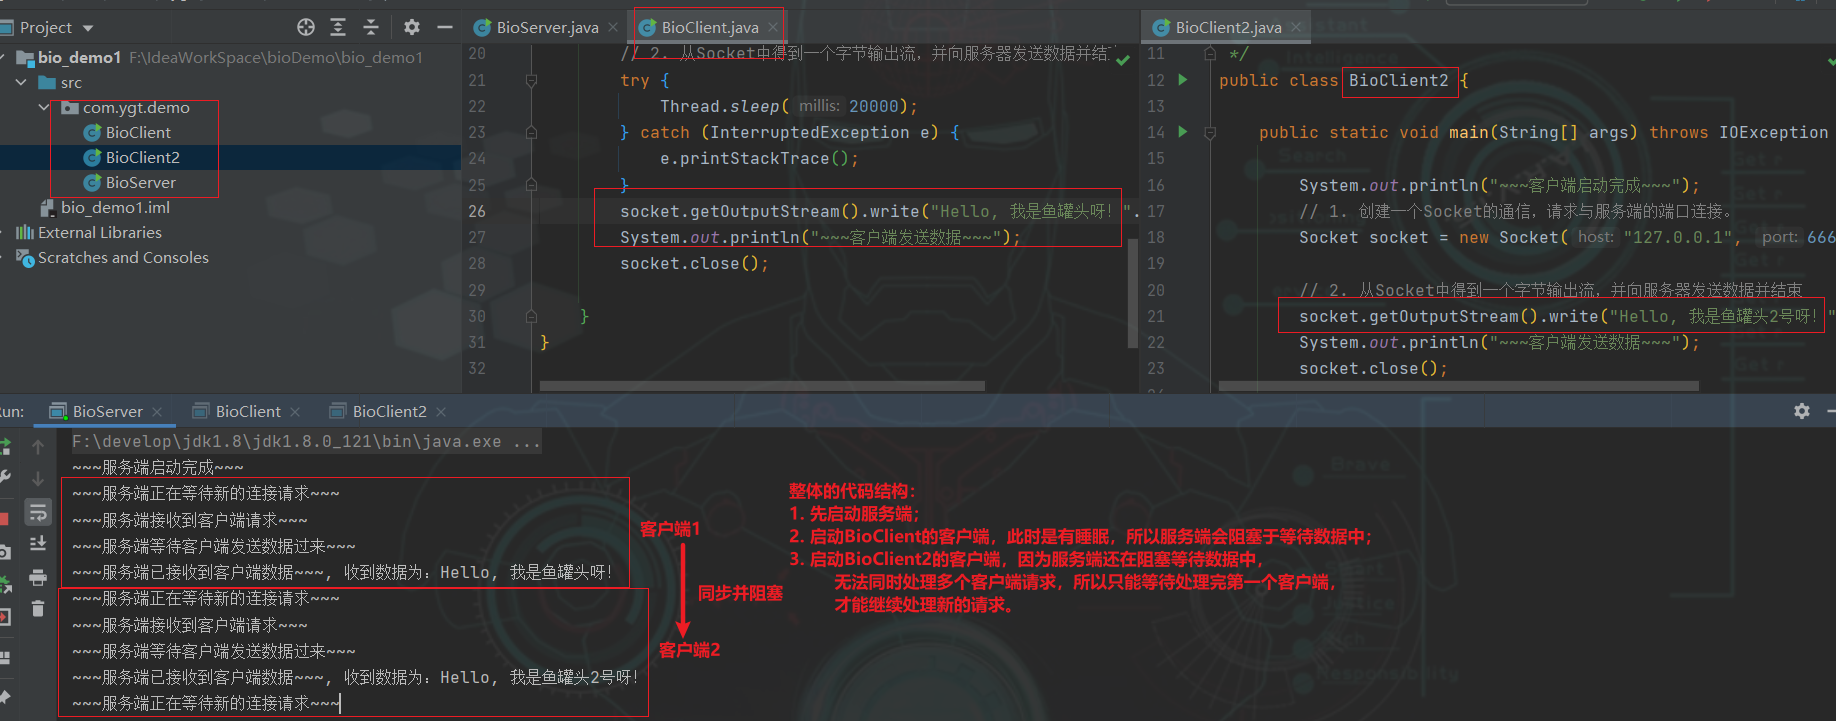 Project
BioServer.java
BioClient.java
BioClient2.java
bio_demo1 F:\IdeaWorkSpace\bioDemo\bio_demo1
src
com.ygt.demo
BioClient
BioClient2
BioServer
bio_demo1.iml
External Libraries
Scratches and Consoles
20 // 2. 从Socket中得到一个字节输出流，并向服务器发送数据并结
21 try {
22 Thread.sleep( millis: 20000);
23 } catch (InterruptedException e) {
24 e.printStackTrace();
25 }
26 socket.getOutputStream().write("Hello, 我是鱼罐头呀！".
27 System.out.println("~~~客户端发送数据~~~");
28 socket.close();
29
30 }
31 }
32
11 */
12 public class BioClient2 {
13
14 public static void main(String[] args) throws IOException
15
16 System.out.println("~~~客户端启动完成~~~");
17 // 1. 创建一个Socket的通信，请求与服务端的端口连接。
18 Socket socket = new Socket( host: "127.0.0.1", port: 666
19
20 // 2. 从Socket中得到一个字节输出流，并向服务器发送数据并结束
21 socket.getOutputStream().write("Hello, 我是鱼罐头2号呀！"
22 System.out.println("~~~客户端发送数据~~~");
23 socket.close();
un:
BioServer
BioClient
BioClient2
F:\develop\jdk1.8\jdk1.8.0_121\bin\java.exe ...
~~~服务端启动完成~~~
~~~服务端正在等待新的连接请求~~~
~~~服务端接收到客户端请求~~~
~~~服务端等待客户端发送数据过来~~~
~~~服务端已接收到客户端数据~~~, 收到数据为：Hello, 我是鱼罐头呀！
~~~服务端正在等待新的连接请求~~~
~~~服务端接收到客户端请求~~~
~~~服务端等待客户端发送数据过来~~~
~~~服务端已接收到客户端数据~~~, 收到数据为：Hello, 我是鱼罐头2号呀！
~~~服务端正在等待新的连接请求~~~
客户端1
同步并阻塞
客户端2
整体的代码结构：
1. 先启动服务端；
2. 启动BioClient的客户端，此时是有睡眠，所以服务端会阻塞于等待数据中；
3. 启动BioClient2的客户端，因为服务端还在阻塞等待数据中，
无法同时处理多个客户端请求，所以只能等待处理完第一个客户端，
才能继续处理新的请求。